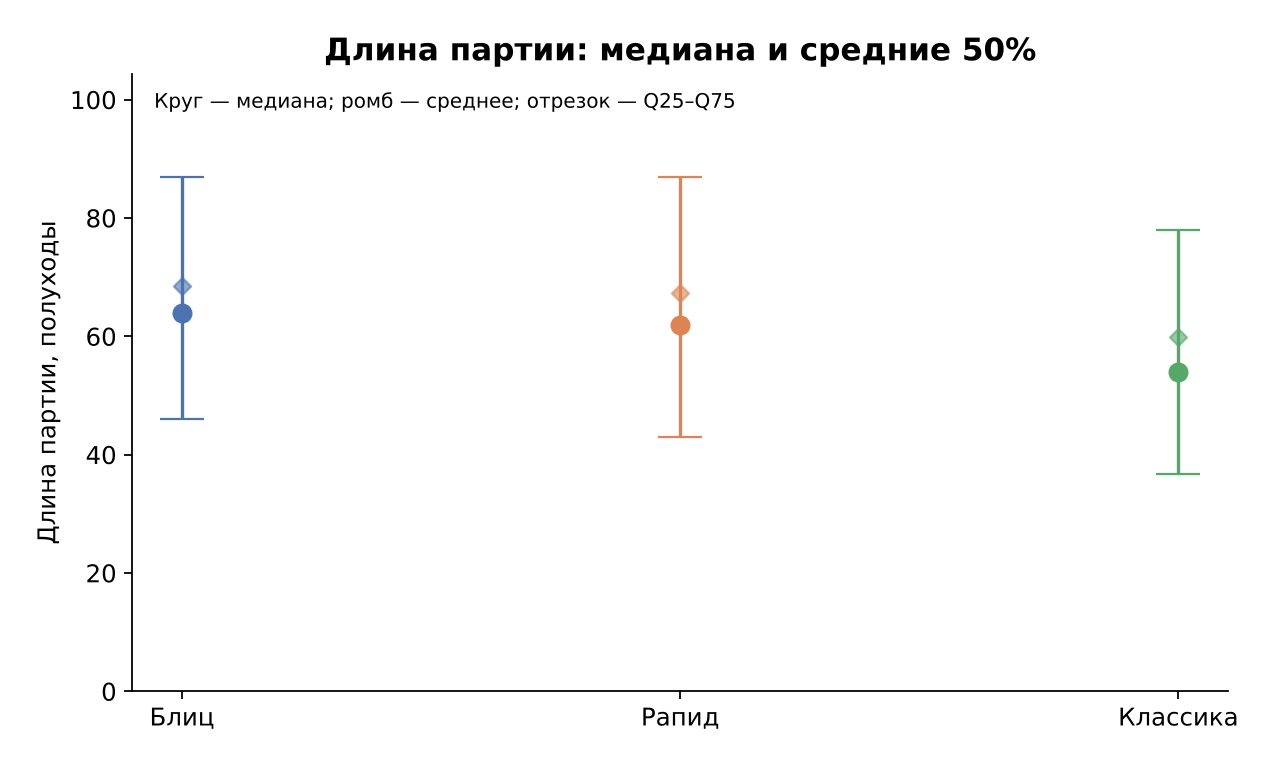 Длина партии: медиана и средние 50%
Круг — медиана; ромб — среднее; отрезок — Q25–Q75
Длина партии, полуходы
100
80
60
40
20
0
Блиц
Рапид
Классика